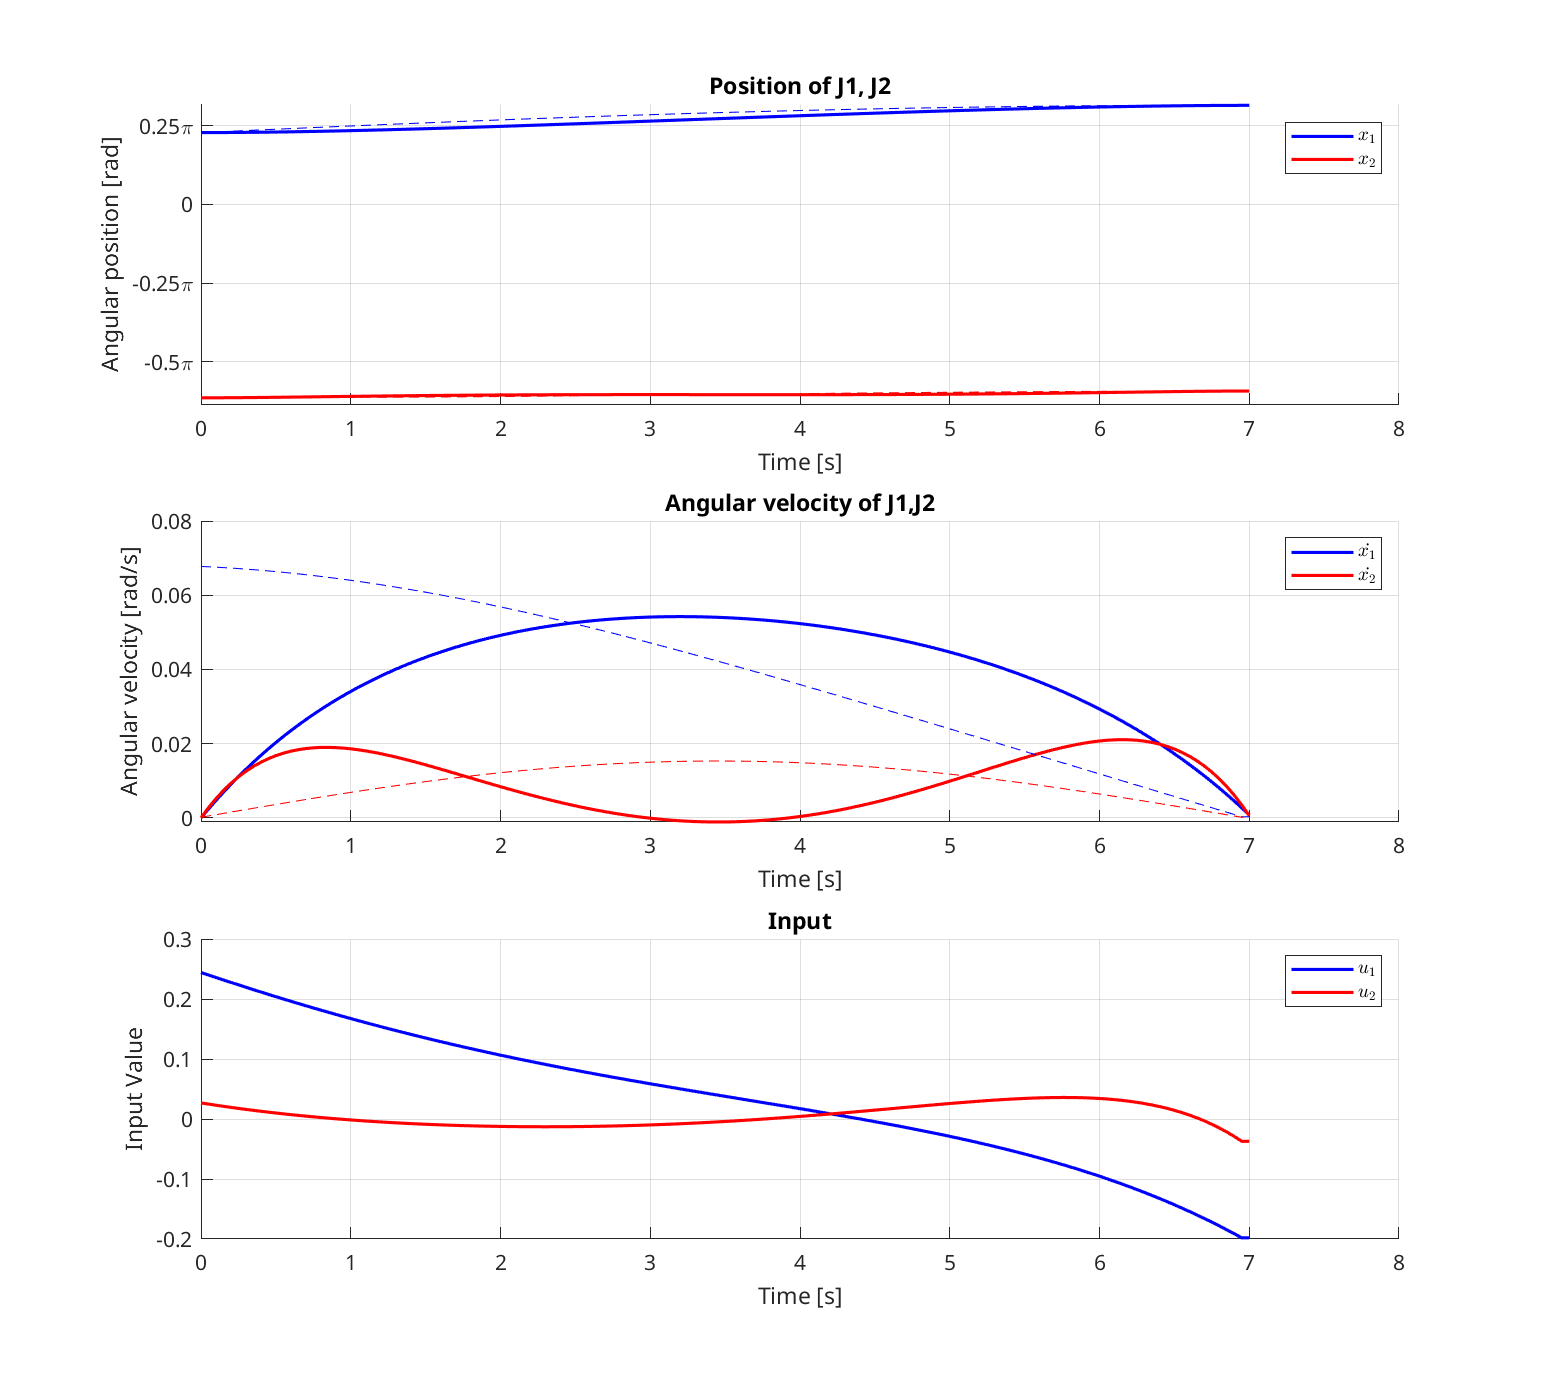 Position of J1, J2
Angular position [rad]
0.25π
0
-0.25π
-0.5π
x₁
x₂
0 1 2 3 4 5 6 7 8
Time [s]
Angular velocity of J1,J2
Angular velocity [rad/s]
0.08
0.06
0.04
0.02
0
ẋ₁
ẋ₂
0 1 2 3 4 5 6 7 8
Time [s]
Input
Input Value
0.3
0.2
0.1
0
-0.1
-0.2
u₁
u₂
0 1 2 3 4 5 6 7 8
Time [s]